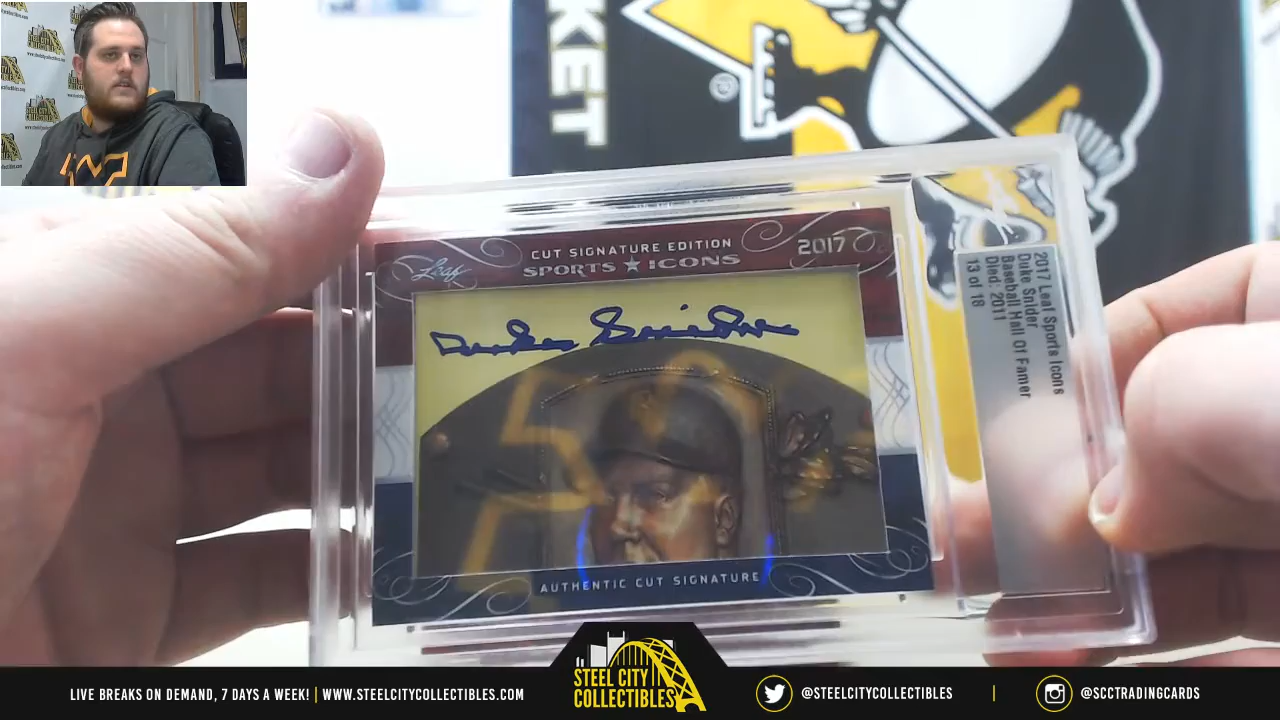 KET
®
CUT SIGNATURE EDITION
SPORTS ★ ICONS
2017
Leaf
Duke Snider
AUTHENTIC CUT SIGNATURE
2017 Leaf Sports Icons
Duke Snider
Baseball Hall Of Famer
Died: 2011
13 of 18
STEEL CITY
COLLECTIBLES
LIVE BREAKS ON DEMAND, 7 DAYS A WEEK! | WWW.STEELCITYCOLLECTIBLES.COM
@STEELCITYCOLLECTIBLES | @SCCTRADINGCARDS